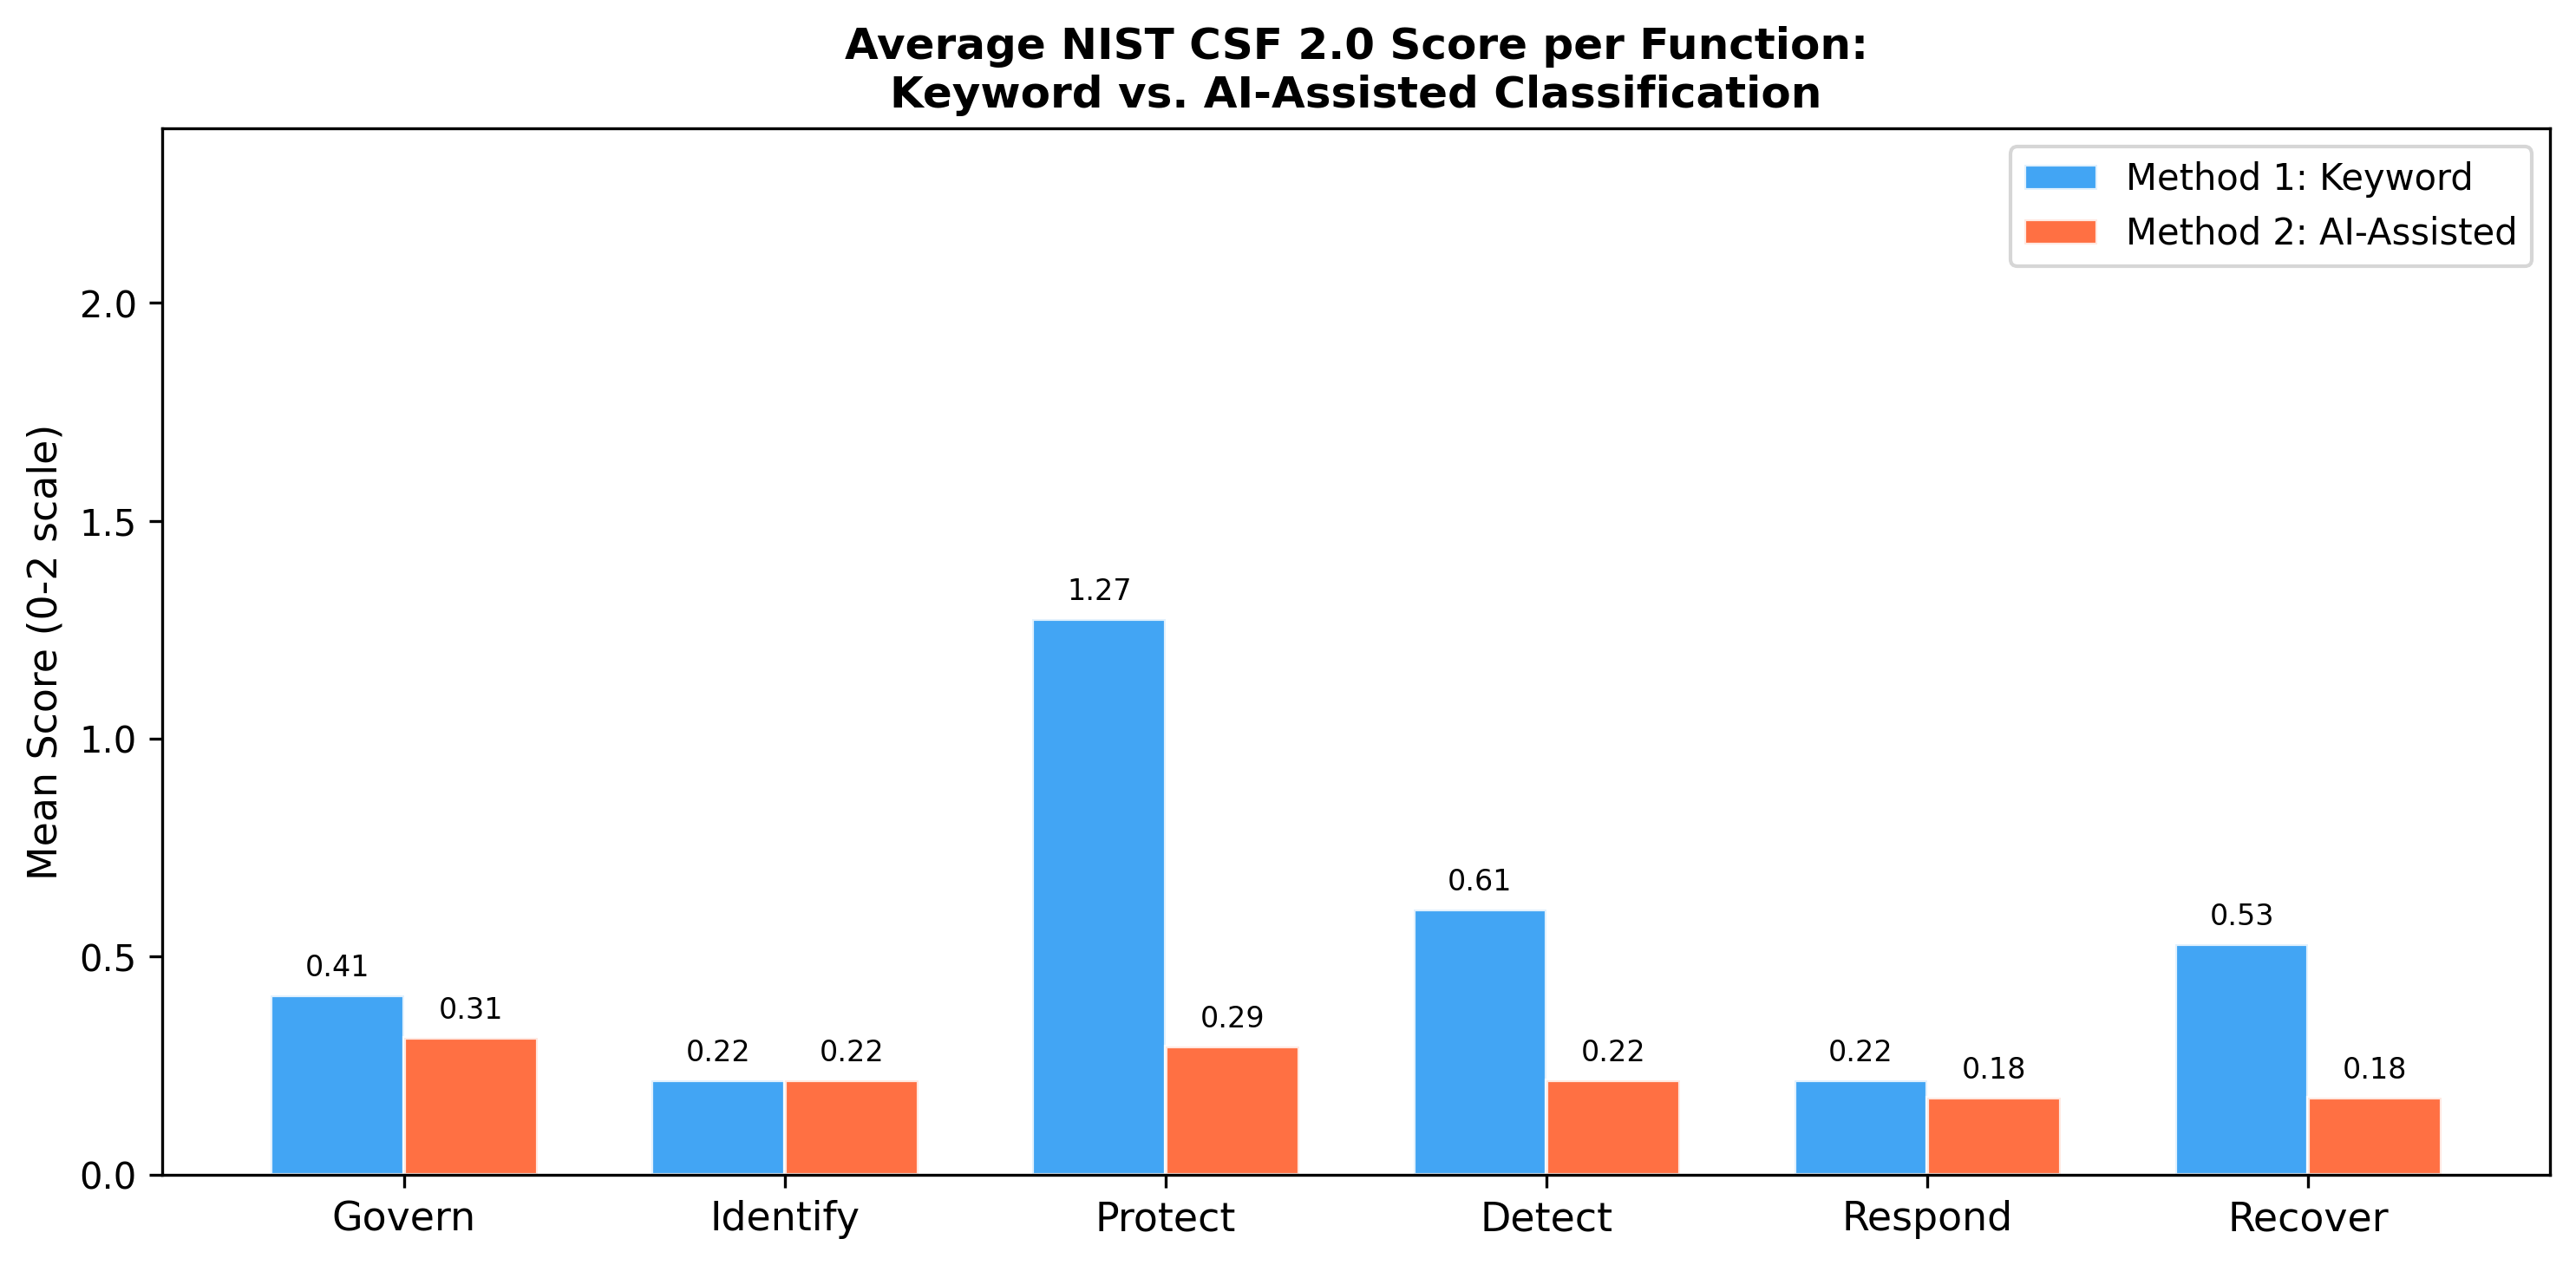 Average NIST CSF 2.0 Score per Function:
Keyword vs. AI-Assisted Classification
Method 1: Keyword
Method 2: AI-Assisted
Mean Score (0-2 scale)
2.0
1.5
1.0
0.5
0.0
0.41
0.31
0.22
0.22
1.27
0.29
0.61
0.22
0.22
0.18
0.53
0.18
Govern
Identify
Protect
Detect
Respond
Recover